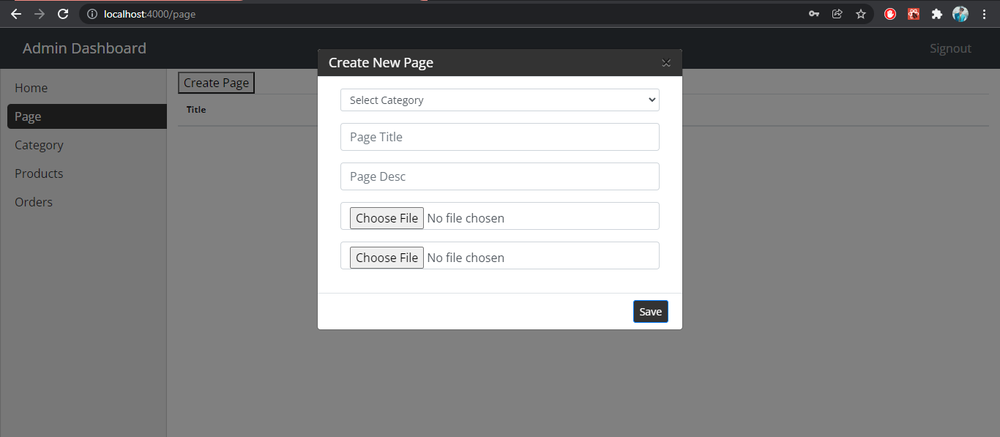 localhost:4000/page
Admin Dashboard
Signout
Home
Page
Category
Products
Orders
Create Page
Title
Create New Page
×
Select Category
Page Title
Page Desc
Choose File No file chosen
Choose File No file chosen
Save